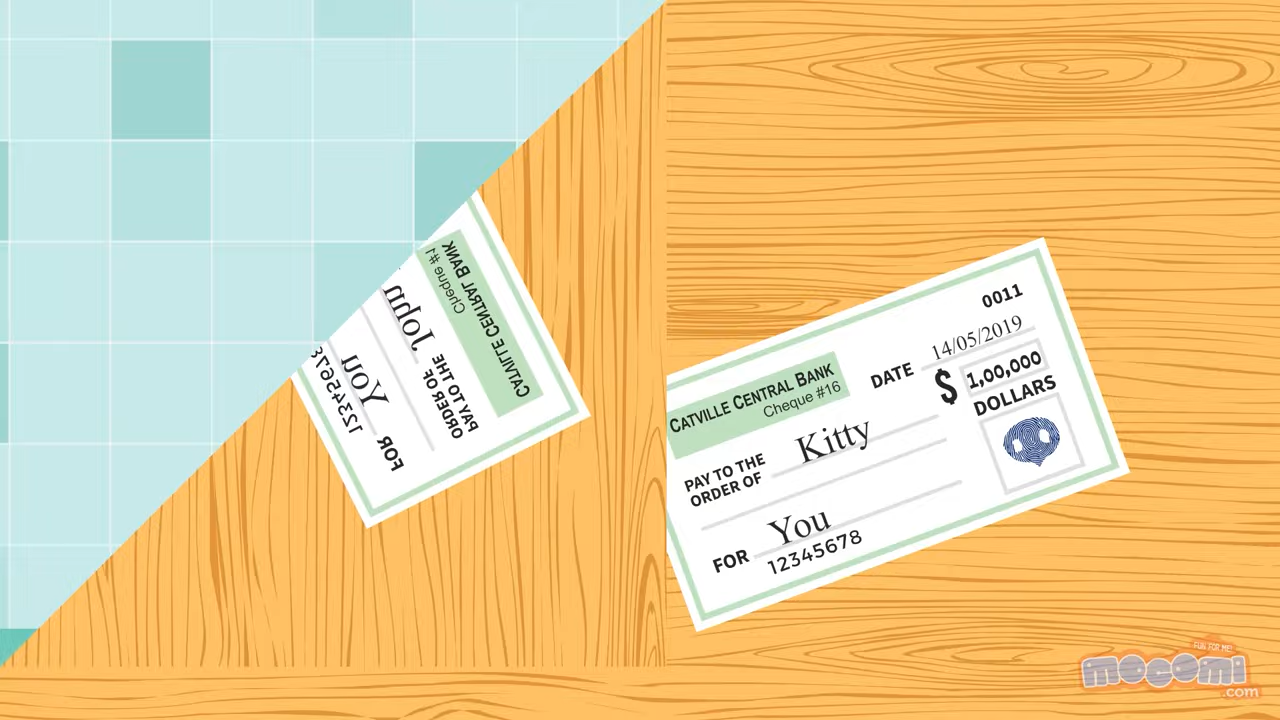 CATVILLE CENTRAL BANK
Cheque #1
PAY TO THE
ORDER OF
John
FOR
You
12345678
0011
DATE 14/05/2019
CATVILLE CENTRAL BANK
Cheque #16
$ 1,00,000
DOLLARS
PAY TO THE
ORDER OF
Kitty
FOR You
12345678
FUN FOR ME!
mocomi
.com